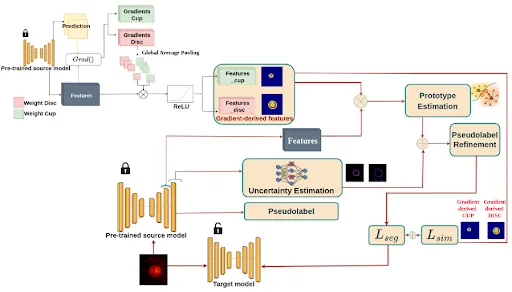 Gradients
Cup
Prediction
Gradients
Disc
Grad()
Global Average Pooling
Pre-trained source model
Features
Weight Disc
Weight Cup
ReLU
Features
cup
Features
disc
Gradient-derived features
Prototype
Estimation
Features
Pseudolabel
Refinement
Uncertainty Estimation
Pseudolabel
Pre-trained source model
Gradient
derived
CUP
Gradient
derived
DISC
L_seg
L_sim
Target model